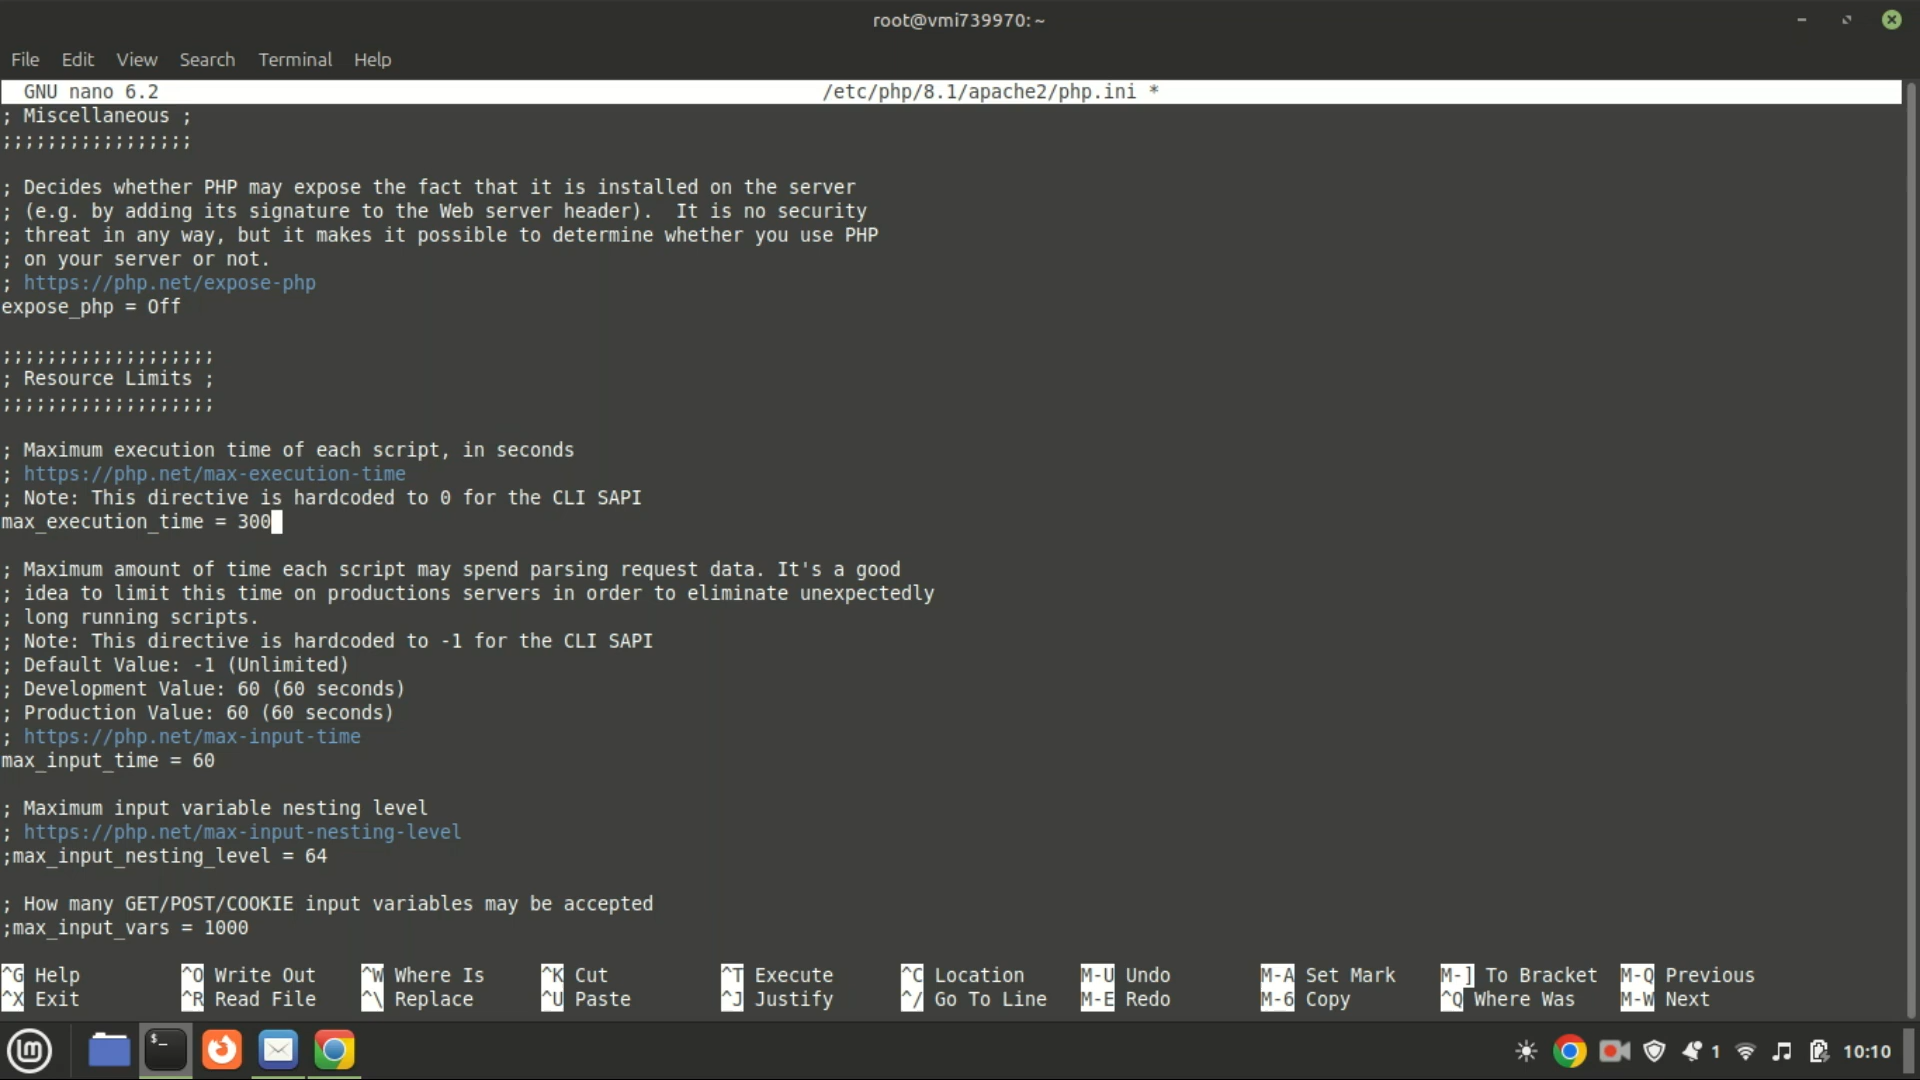 root@vmi739970: ~
File Edit View Search Terminal Help
GNU nano 6.2 /etc/php/8.1/apache2/php.ini *
; Miscellaneous ;
;;;;;;;;;;;;;;;;;
; Decides whether PHP may expose the fact that it is installed on the server
; (e.g. by adding its signature to the Web server header).  It is no security
; threat in any way, but it makes it possible to determine whether you use PHP
; on your server or not.
; https://php.net/expose-php
expose_php = Off
;;;;;;;;;;;;;;;;;;;
; Resource Limits ;
;;;;;;;;;;;;;;;;;;;
; Maximum execution time of each script, in seconds
; https://php.net/max-execution-time
; Note: This directive is hardcoded to 0 for the CLI SAPI
max_execution_time = 300
; Maximum amount of time each script may spend parsing request data. It's a good
; idea to limit this time on productions servers in order to eliminate unexpectedly
; long running scripts.
; Note: This directive is hardcoded to -1 for the CLI SAPI
; Default Value: -1 (Unlimited)
; Development Value: 60 (60 seconds)
; Production Value: 60 (60 seconds)
; https://php.net/max-input-time
max_input_time = 60
; Maximum input variable nesting level
; https://php.net/max-input-nesting-level
;max_input_nesting_level = 64
; How many GET/POST/COOKIE input variables may be accepted
;max_input_vars = 1000
^G Help ^O Write Out ^W Where Is ^K Cut ^T Execute ^C Location M-U Undo M-A Set Mark M-] To Bracket M-Q Previous
^X Exit ^R Read File ^\ Replace ^U Paste ^J Justify ^/ Go To Line M-E Redo M-6 Copy ^Q Where Was M-W Next
$_ 1 10:10